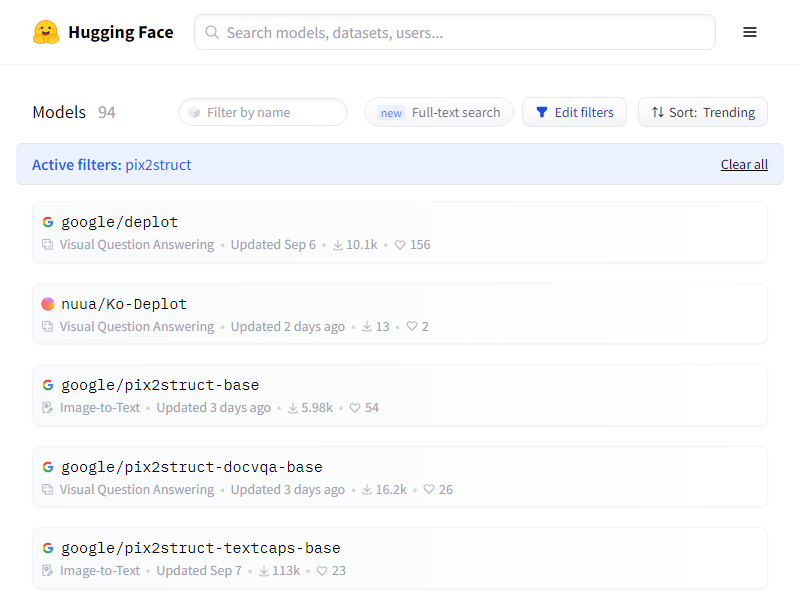 Hugging Face
Search models, datasets, users...
Models 94
Filter by name
new Full-text search
Edit filters
Sort: Trending
Active filters: pix2struct
Clear all
google/deplot
Visual Question Answering • Updated Sep 6 • 10.1k • 156
nuua/Ko-Deplot
Visual Question Answering • Updated 2 days ago • 13 • 2
google/pix2struct-base
Image-to-Text • Updated 3 days ago • 5.98k • 54
google/pix2struct-docvqa-base
Visual Question Answering • Updated 3 days ago • 16.2k • 26
google/pix2struct-textcaps-base
Image-to-Text • Updated Sep 7 • 113k • 23